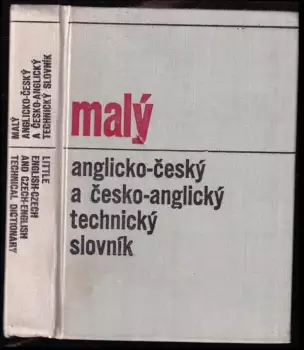 MALÝ
ANGLICKO-ČESKÝ
A ČESKO-ANGLICKÝ
TECHNICKÝ SLOVNÍK
LITTLE
ENGLISH-CZECH
AND CZECH-ENGLISH
TECHNICAL DICTIONARY
malý
anglicko-český
a česko-anglický
technický
slovník